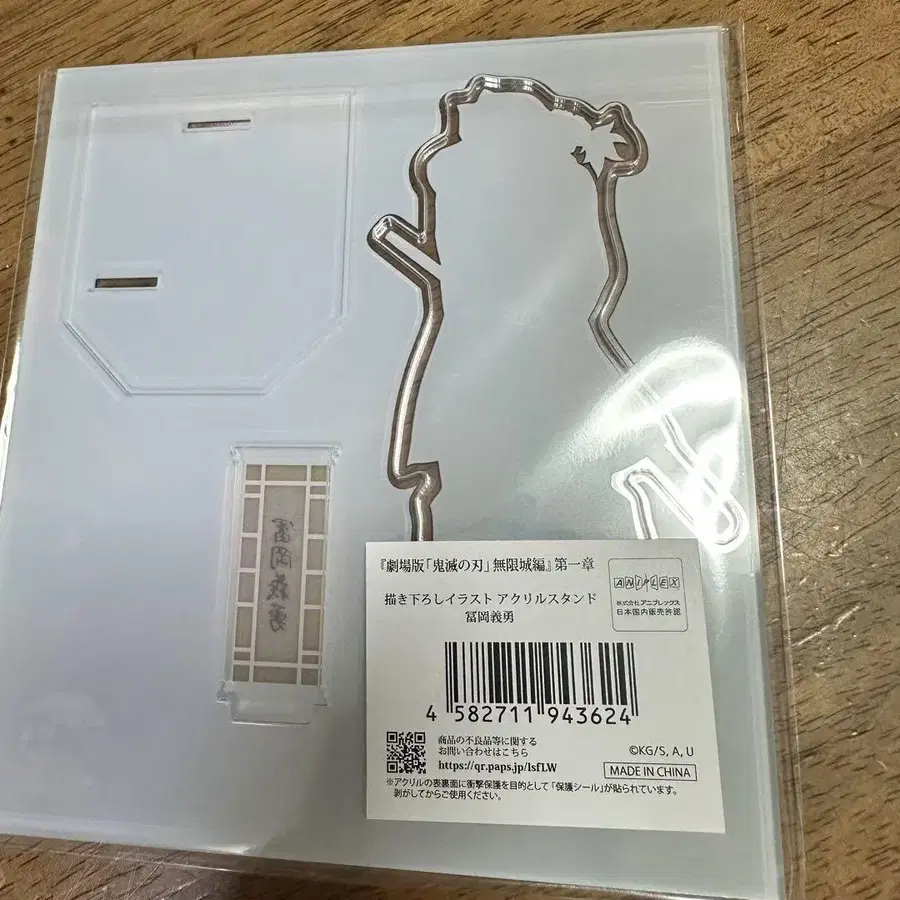 冨岡義勇
『劇場版「鬼滅の刃」無限城編』第一章
描き下ろしイラスト アクリルスタンド
冨岡義勇
ANIPLEX
株式会社アニプレックス
日本国内販売許諾
4 582711 943624
商品の不良品等に関する
お問い合わせはこちら
https://qr.paps.jp/lsf1W
©KG/S, A, U
MADE IN CHINA
※アクリルの表裏面に衝撃保護を目的として「保護シール」が貼られています。
剥がしてからご使用ください。